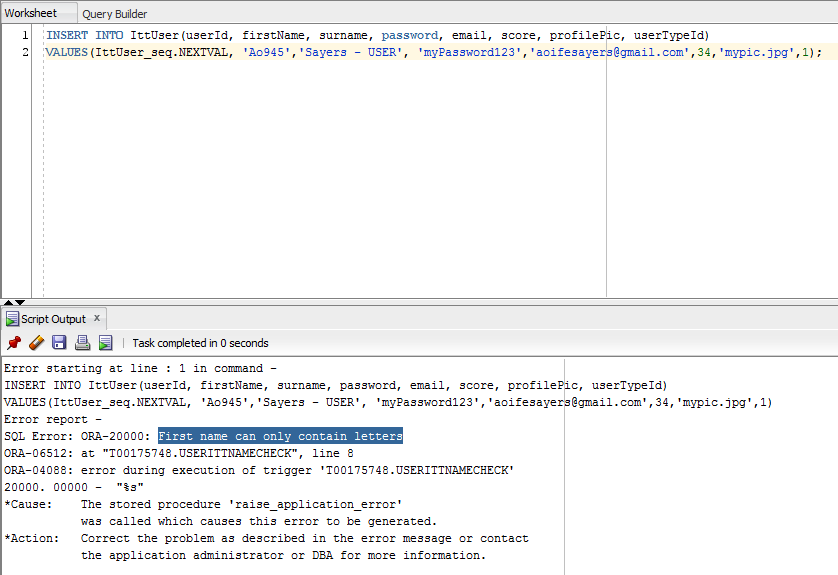 Worksheet Query Builder
1 INSERT INTO IttUser(userId, firstName, surname, password, email, score, profilePic, userTypeId)
2 VALUES(IttUser_seq.NEXTVAL, 'Ao945','Sayers - USER', 'myPassword123','aoifesayers@gmail.com',34,'mypic.jpg',1);
Script Output x
Task completed in 0 seconds
Error starting at line : 1 in command -
INSERT INTO IttUser(userId, firstName, surname, password, email, score, profilePic, userTypeId)
VALUES(IttUser_seq.NEXTVAL, 'Ao945','Sayers - USER', 'myPassword123','aoifesayers@gmail.com',34,'mypic.jpg',1)
Error report -
SQL Error: ORA-20000: First name can only contain letters
ORA-06512: at "T00175748.USERITTNAMECHECK", line 8
ORA-04088: error during execution of trigger 'T00175748.USERITTNAMECHECK'
20000. 00000 -  "%s"
*Cause:    The stored procedure 'raise_application_error'
           was called which causes this error to be generated.
*Action:   Correct the problem as described in the error message or contact
           the application administrator or DBA for more information.